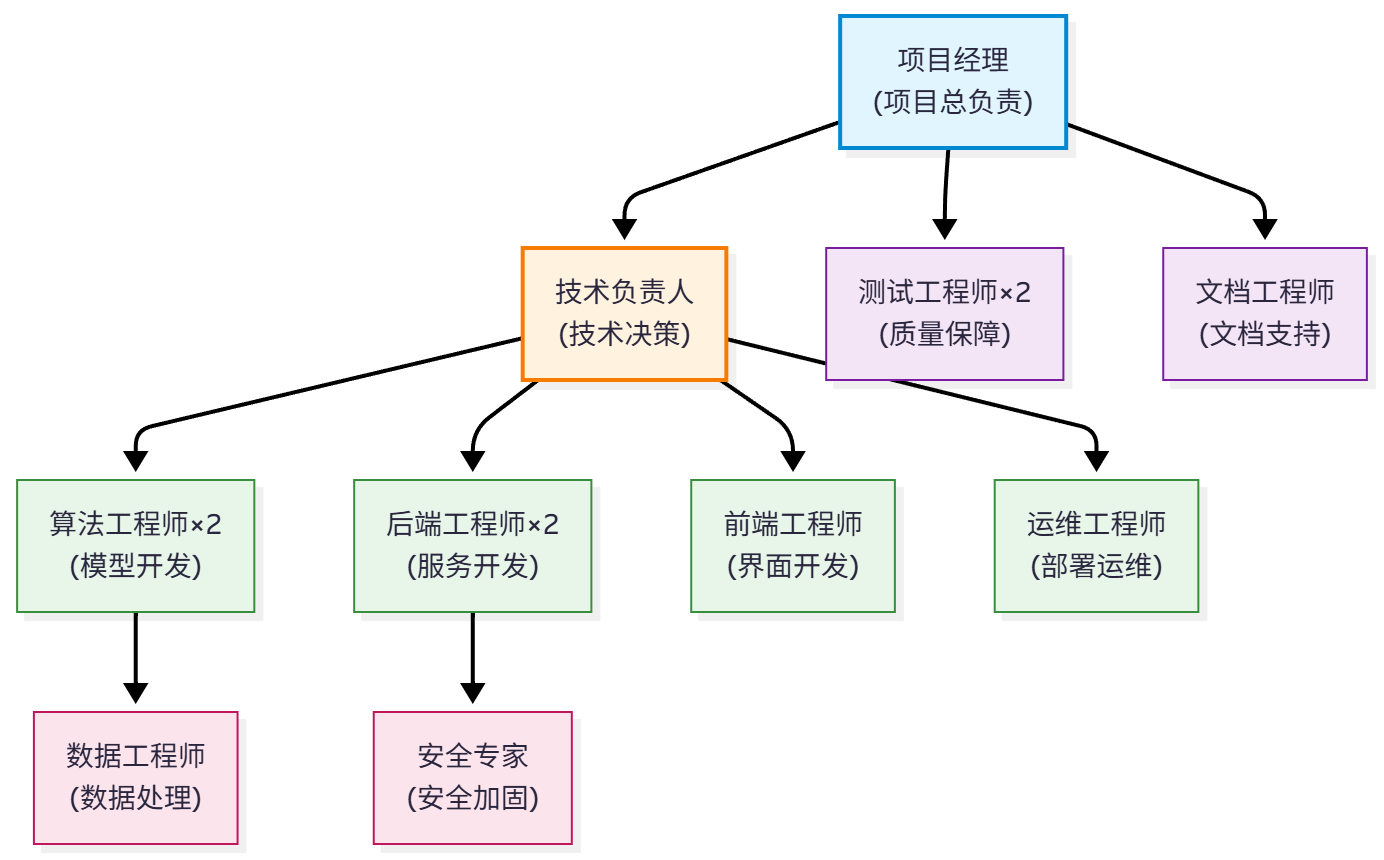 项目经理
(项目总负责)
技术负责人
(技术决策)
测试工程师×2
(质量保障)
文档工程师
(文档支持)
算法工程师×2
(模型开发)
后端工程师×2
(服务开发)
前端工程师
(界面开发)
运维工程师
(部署运维)
数据工程师
(数据处理)
安全专家
(安全加固)